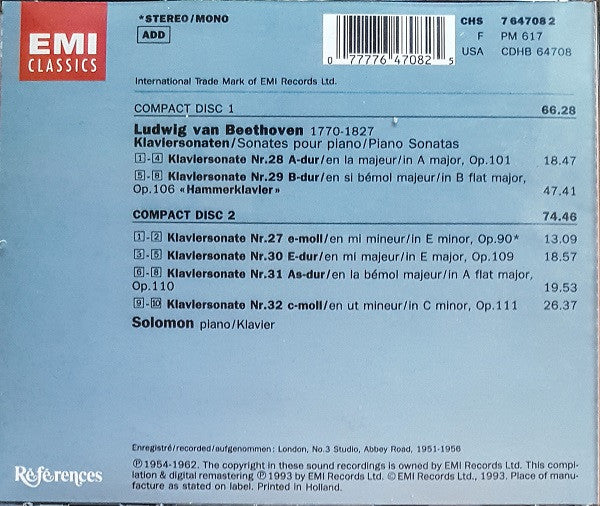 EMI
CLASSICS
*STEREO/MONO
ADD
0 77776 47082 5
CHS 7 64708 2
F PM 617
USA CDHB 64708
International Trade Mark of EMI Records Ltd.
COMPACT DISC 1 66.28
Ludwig van Beethoven 1770-1827
Klaviersonaten/Sonates pour piano/Piano Sonatas
1-4 Klaviersonate Nr.28 A-dur/en la majeur/in A major, Op.101 18.47
5-8 Klaviersonate Nr.29 B-dur/en si bémol majeur/in B flat major,
Op.106 «Hammerklavier» 47.41
COMPACT DISC 2 74.46
1-2 Klaviersonate Nr.27 e-moll/en mi mineur/in E minor, Op.90* 13.09
3-5 Klaviersonate Nr.30 E-dur/en mi majeur/in E major, Op.109 18.57
6-8 Klaviersonate Nr.31 As-dur/en la bémol majeur/in A flat major,
Op.110 19.53
9-10 Klaviersonate Nr.32 c-moll/en ut mineur/in C minor, Op.111 26.37
Solomon piano/Klavier
Enregistré/recorded/aufgenommen: London, No.3 Studio, Abbey Road, 1951-1956
Références
℗ 1954-1962. The copyright in these sound recordings is owned by EMI Records Ltd. This compi-
lation & digital remastering ℗ 1993 by EMI Records Ltd. © EMI Records Ltd., 1993. Place of manu-
facture as stated on label. Printed in Holland.